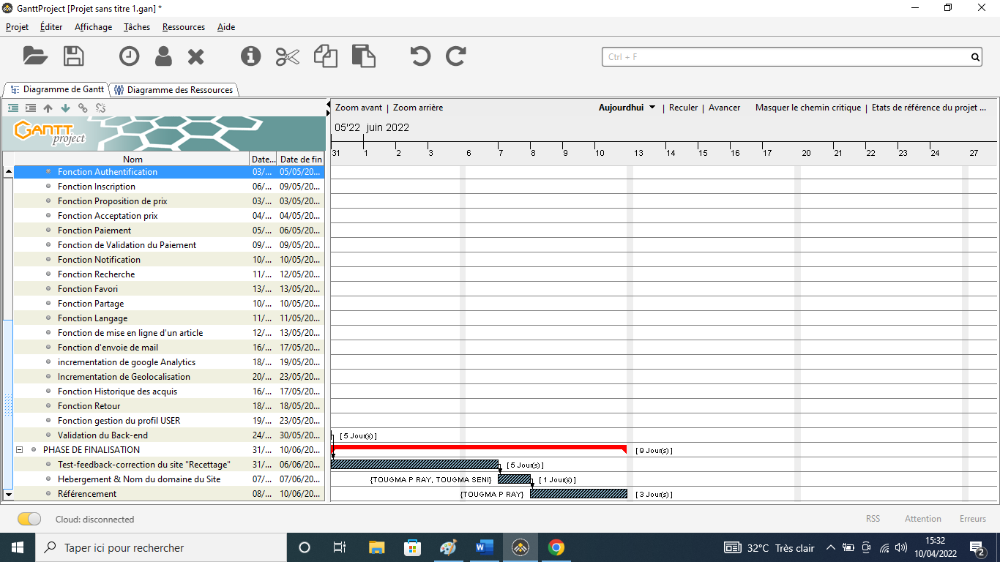 GanttProject [Projet sans titre 1.gan] *
Projet Éditer Affichage Tâches Ressources Aide
Ctrl + F
Diagramme de Gantt Diagramme des Ressources
Zoom avant | Zoom arrière Aujourdhui | Reculer | Avancer Masquer le chemin critique | Etats de référence du projet ...
GANTT project
05'22 juin 2022
31 1 2 3 6 7 8 9 10 13 14 15 16 17 20 21 22 23 24 27
Nom Date... Date de fin
Fonction Authentification 03/... 05/05/20...
Fonction Inscription 06/... 09/05/20...
Fonction Proposition de prix 03/... 03/05/20...
Fonction Acceptation prix 04/... 04/05/20...
Fonction Paiement 05/... 06/05/20...
Fonction de Validation du Paiement 09/... 09/05/20...
Fonction Notification 10/... 10/05/20...
Fonction Recherche 11/... 12/05/20...
Fonction Favori 13/... 13/05/20...
Fonction Partage 10/... 10/05/20...
Fonction Langage 11/... 11/05/20...
Fonction de mise en ligne d'un article 12/... 13/05/20...
Fonction d'envoie de mail 16/... 17/05/20...
incrementation de google Analytics 18/... 19/05/20...
Incrementation de Geolocalisation 20/... 23/05/20...
Fonction Historique des acquis 16/... 17/05/20...
Fonction Retour 18/... 18/05/20...
Fonction gestion du profil USER 19/... 23/05/20...
Validation du Back-end 24/... 30/05/20... [ 5 Jour(s) ]
PHASE DE FINALISATION 31/... 10/06/20... [ 9 Jour(s) ]
Test-feedback-correction du site "Recettage" 31/... 06/06/20... [ 5 Jour(s) ]
Hebergement & Nom du domaine du Site 07/... 07/06/20... {TOUGMA P RAY, TOUGMA SENI} [ 1 Jour(s) ]
Référencement 08/... 10/06/20... {TOUGMA P RAY} [ 3 Jour(s) ]
Cloud: disconnected RSS Attention Erreurs
Taper ici pour rechercher 32°C Très clair 15:32
10/04/2022 2